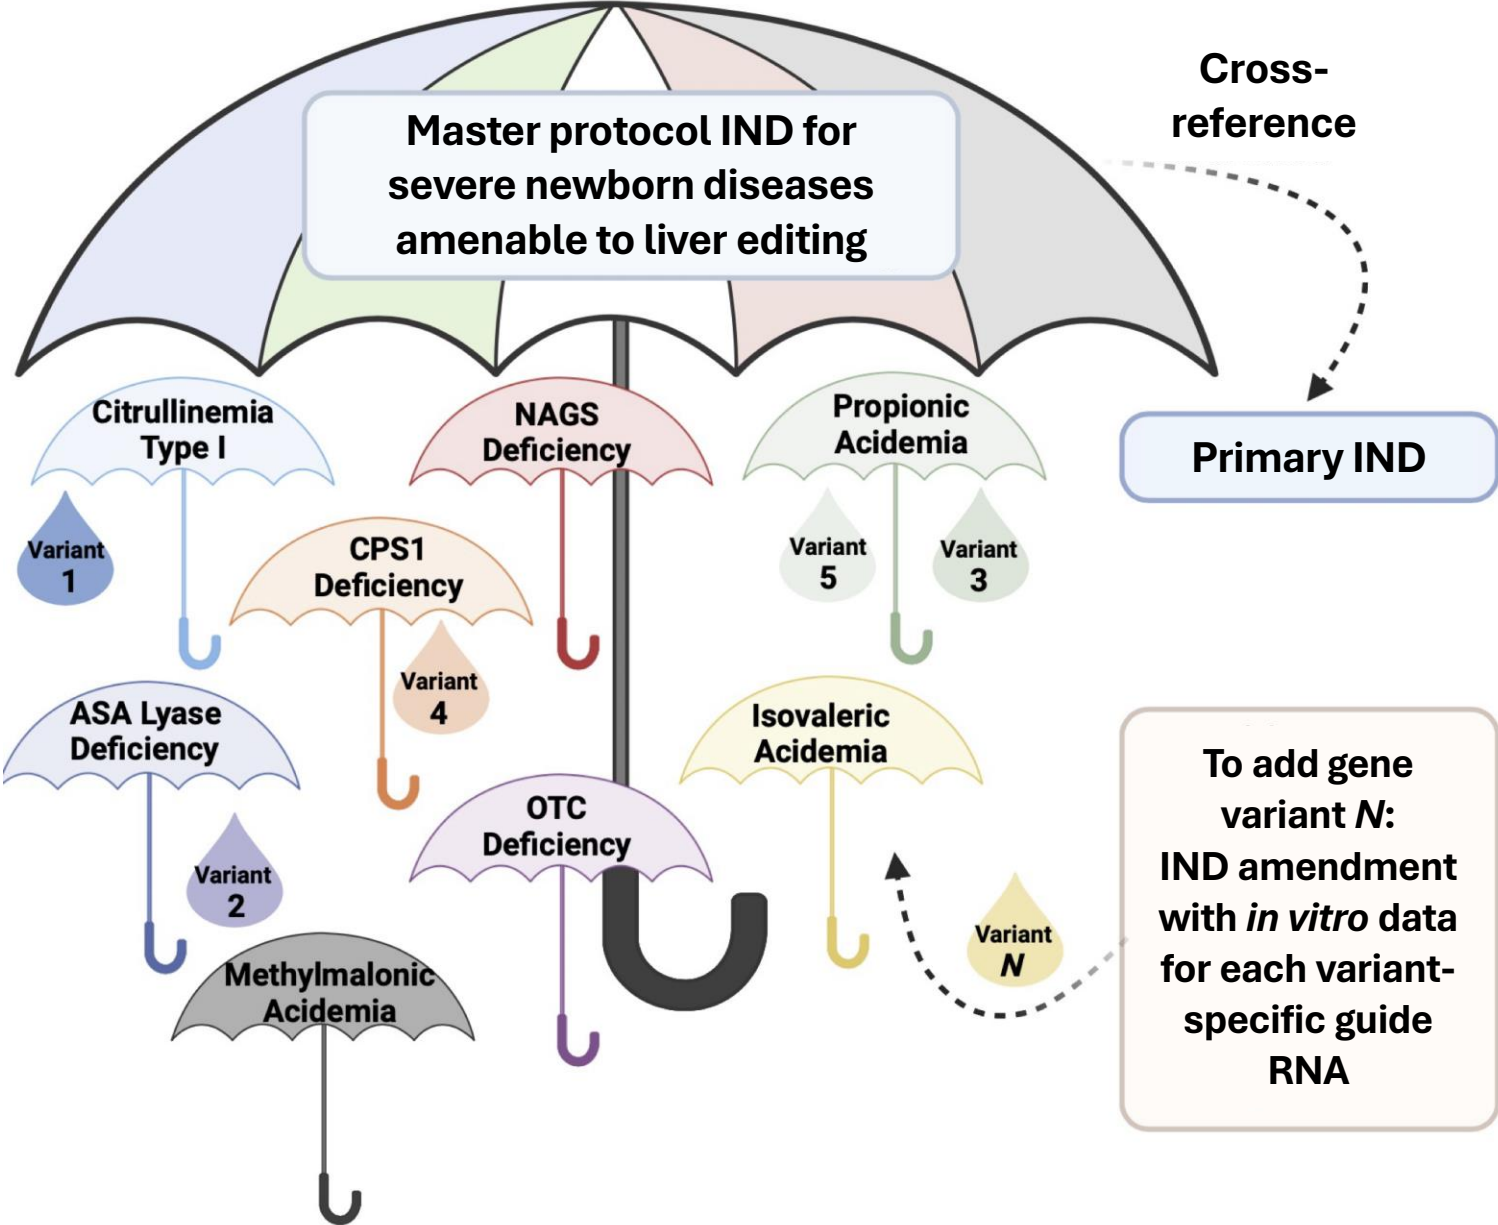 Master protocol IND for
severe newborn diseases
amenable to liver editing
Cross-
reference
Primary IND
Citrullinemia
Type I
Variant
1
NAGS
Deficiency
Propionic
Acidemia
Variant
5
Variant
3
CPS1
Deficiency
Variant
4
ASA Lyase
Deficiency
Variant
2
Isovaleric
Acidemia
Variant
N
OTC
Deficiency
Methylmalonic
Acidemia
To add gene
variant N:
IND amendment
with in vitro data
for each variant-
specific guide
RNA